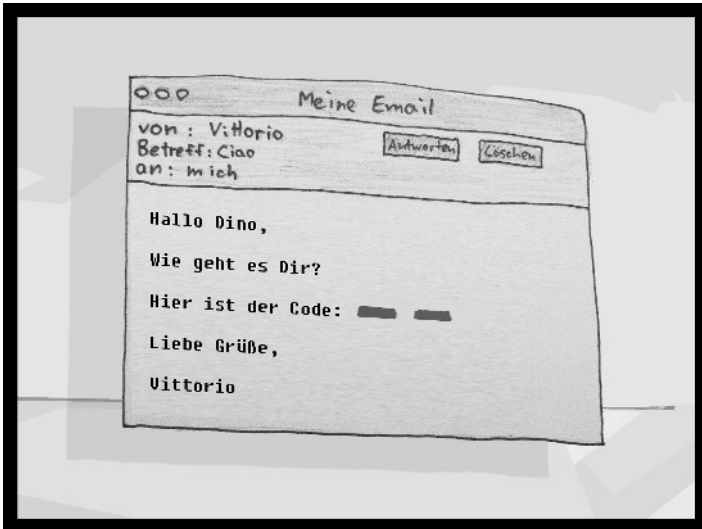 Meine Email
von: Vittorio
Betreff: Ciao
an: mich
Antworten Löschen
Hallo Dino,
Wie geht es Dir?
Hier ist der Code:
Liebe Grüße,
Vittorio